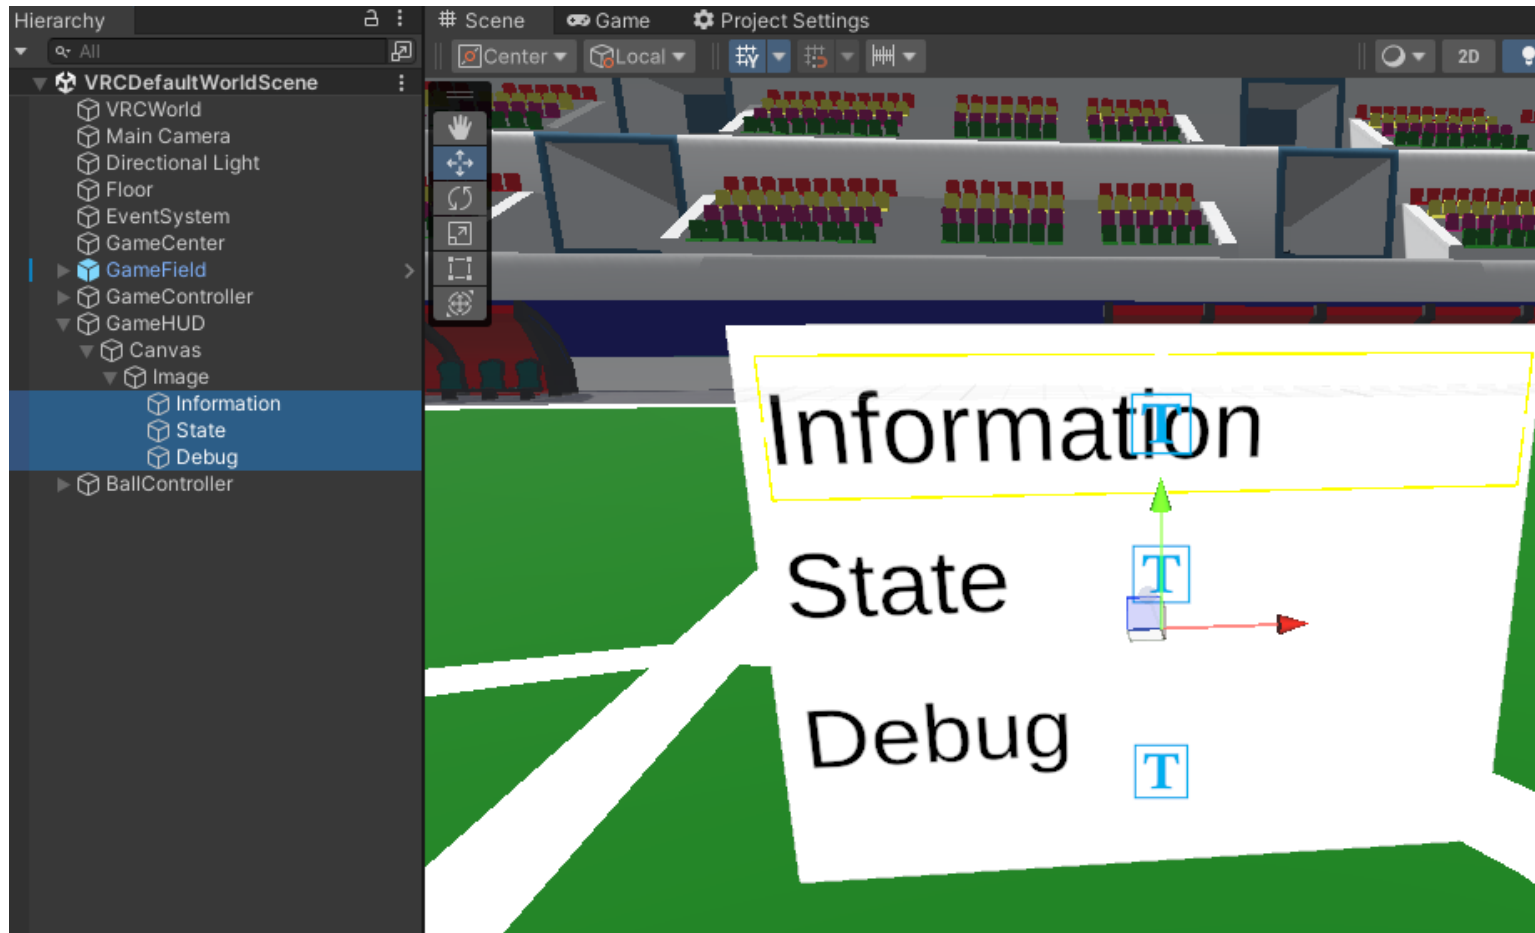 Hierarchy
Scene
Game
Project Settings
All
Center
Local
2D
VRCDefaultWorldScene
VRCWorld
Main Camera
Directional Light
Floor
EventSystem
GameCenter
GameField
GameController
GameHUD
Canvas
Image
Information
State
Debug
BallController
Information
T
State
T
Debug
T